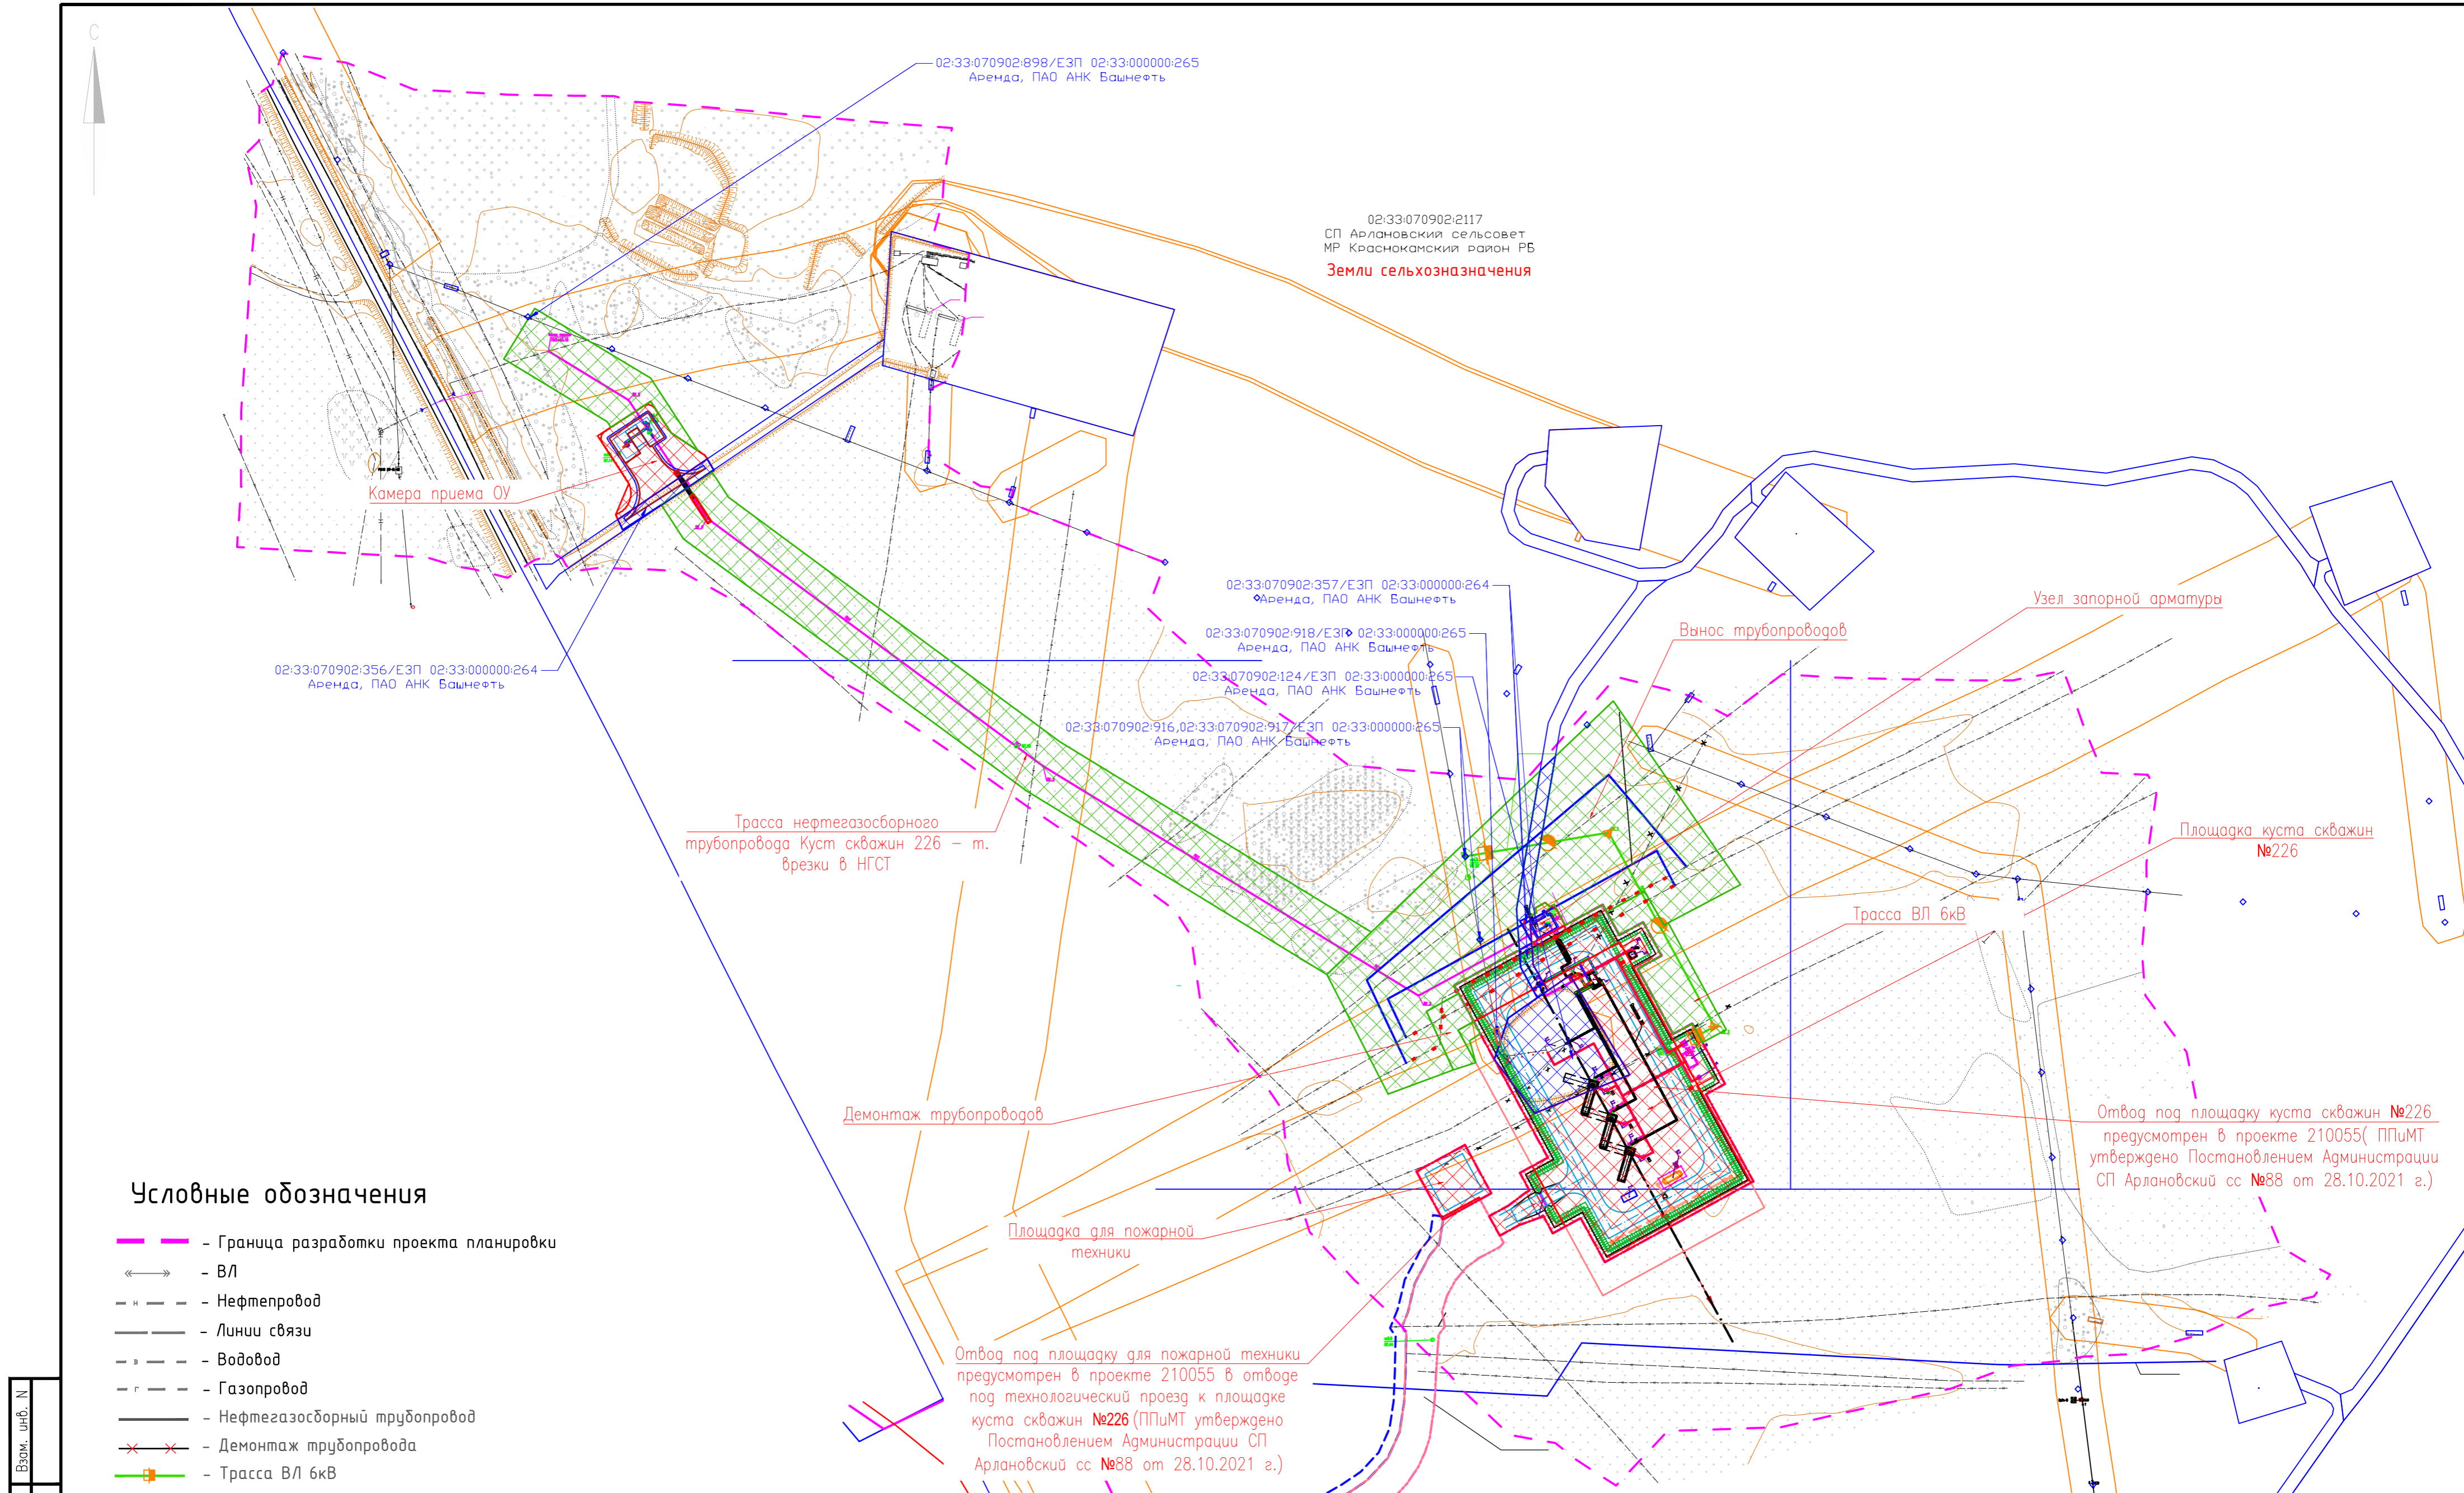 С
02:33:070902:898/ЕЗП 02:33:000000:265
Аренда, ПАО АНК Башнефть
02:33:070902:2117
СП Арлановский сельсовет
МР Краснокамский район РБ
Земли сельхозназначения
Камера приема ОУ
02:33:070902:357/ЕЗП 02:33:000000:264
Аренда, ПАО АНК Башнефть
Узел запорной арматуры
02:33:070902:918/ЕЗП 02:33:000000:265
Аренда, ПАО АНК Башнефть
Вынос трубопроводов
02:33:070902:356/ЕЗП 02:33:000000:264
Аренда, ПАО АНК Башнефть
02:33:070902:124/ЕЗП 02:33:000000:265
Аренда, ПАО АНК Башнефть
02:33:070902:916,02:33:070902:917/ЕЗП 02:33:000000:265
Аренда, ПАО АНК Башнефть
Трасса нефтегазосборного
трубопровода Куст скважин 226 – т.
врезки в НГСТ
Площадка куста скважин
№226
Трасса ВЛ 6кВ
Демонтаж трубопроводов
Отвод под площадку куста скважин №226
предусмотрен в проекте 210055( ППиМТ
утверждено Постановлением Администрации
СП Арлановский сс №88 от 28.10.2021 г.)
Площадка для пожарной
техники
Отвод под площадку для пожарной техники
предусмотрен в проекте 210055 в отводе
под технологический проезд к площадке
куста скважин №226 (ППиМТ утверждено
Постановлением Администрации СП
Арлановский сс №88 от 28.10.2021 г.)
Условные обозначения
– Граница разработки проекта планировки
– ВЛ
н – Нефтепровод
– Линии связи
в – Водовод
г – Газопровод
– Нефтегазосборный трубопровод
– Демонтаж трубопровода
– Трасса ВЛ 6кВ
Взам. инв. N